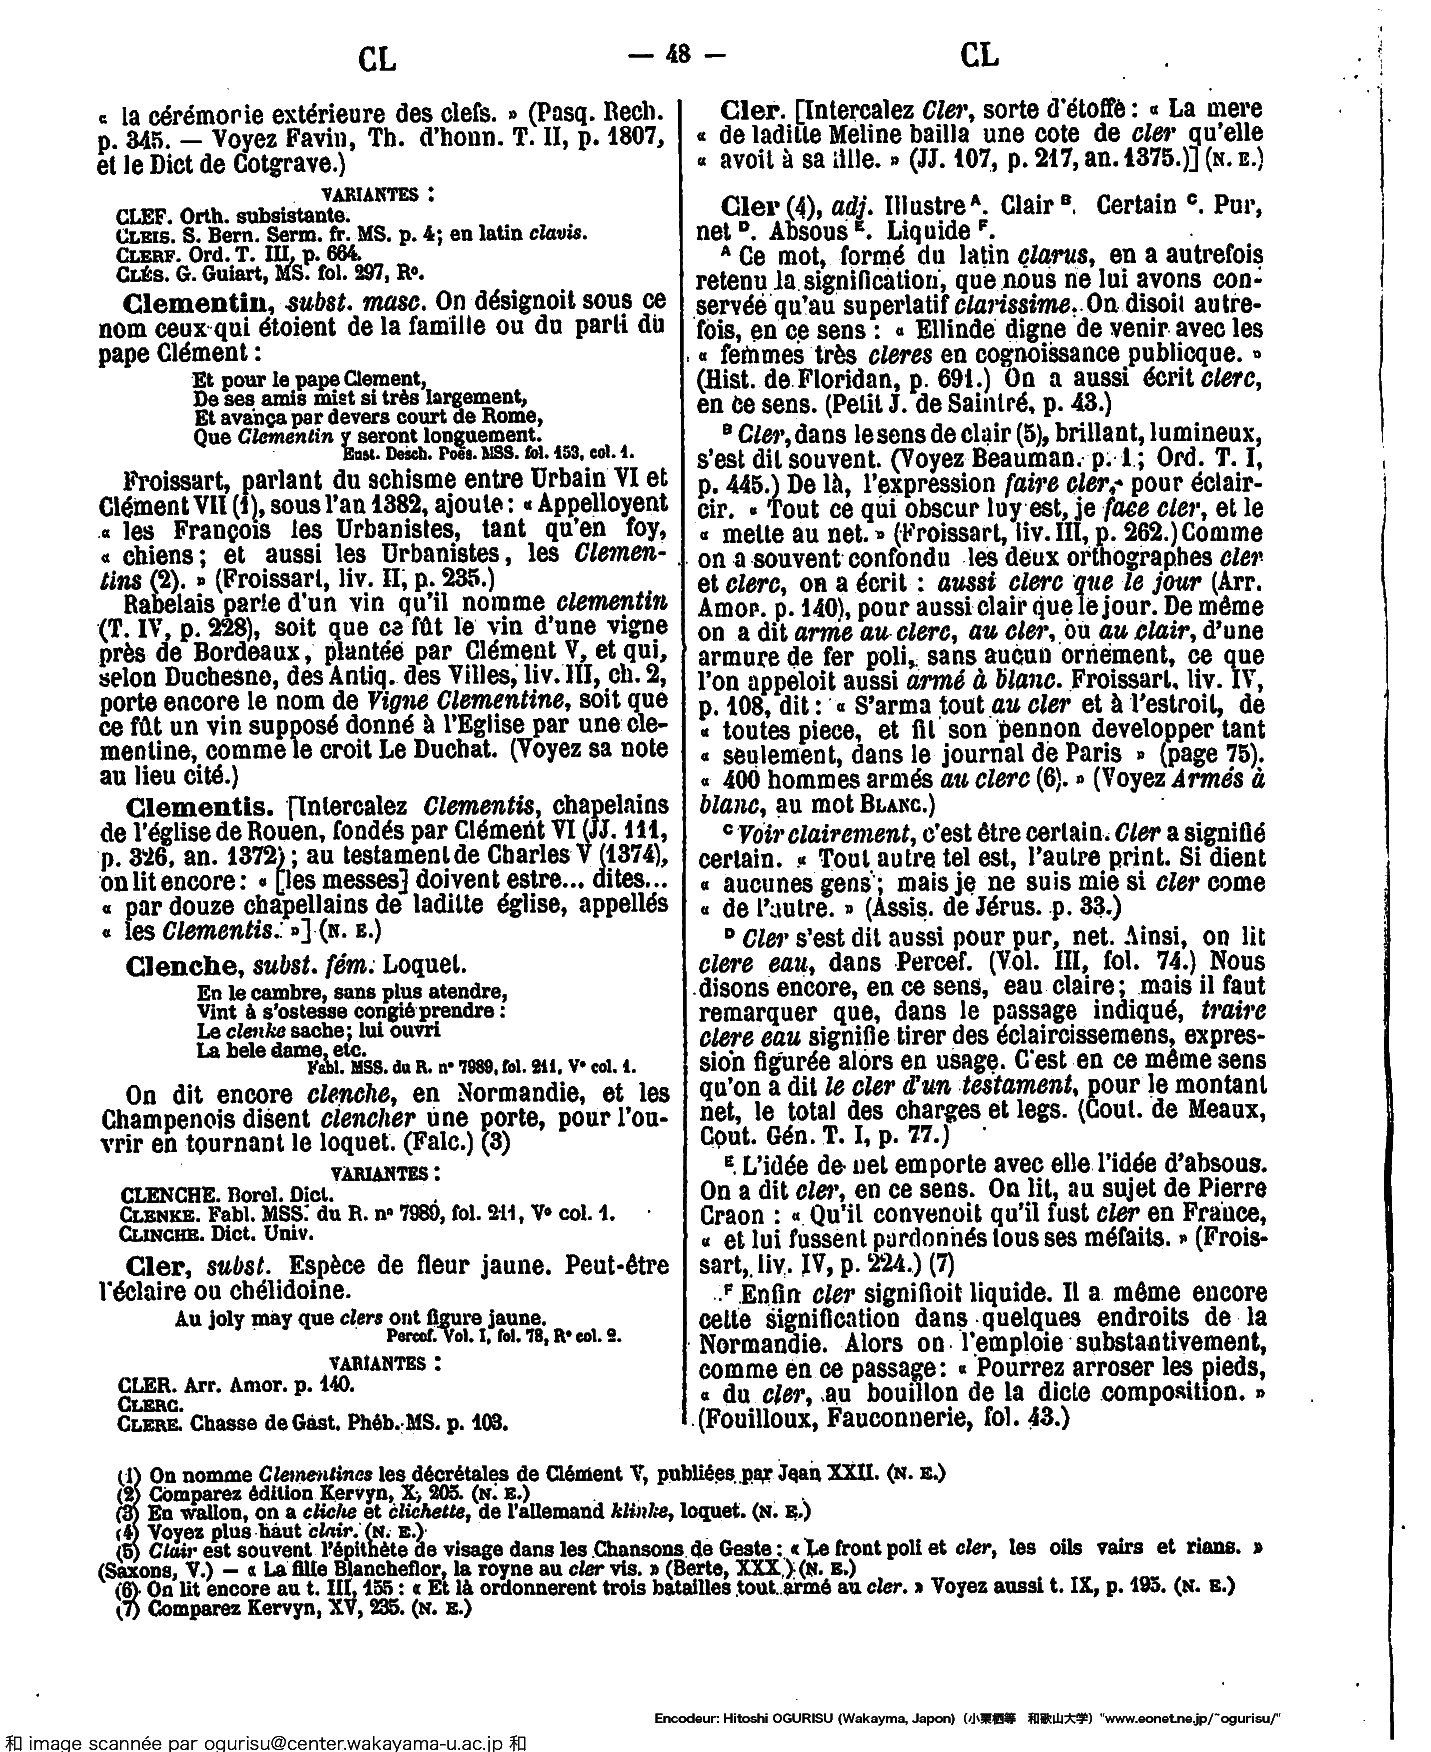 CL — 48 — CL
« la cérémonie extérieure des clefs. » (Pasq. Rech.
p. 345. — Voyez Favin, Th. d'honn. T. II, p. 1807,
et le Dict de Cotgrave.)
VARIANTES :
CLEF. Orth. subsistante.
CLEIS. S. Bern. Serm. fr. MS. p. 4; en latin clavis.
CLERF. Ord. T. III, p. 664.
CLÉS. G. Guiart, MS. fol. 297, R°.
Clementin, subst. masc. On désignoit sous ce
nom ceux qui étoient de la famille ou du parti du
pape Clément :
Et pour le pape Clement,
De ses amis mist si très largement,
Et avança par devers court de Rome,
Que Clementin y seront longuement.
Eust. Desch. Poës. MSS. fol. 153, col. 1.
Froissart, parlant du schisme entre Urbain VI et
Clément VII (1), sous l'an 1382, ajoute : « Appelloyent
« les François les Urbanistes, tant qu'en foy,
« chiens ; et aussi les Urbanistes, les Clemen-
tins (2). » (Froissart, liv. II, p. 235.)
Rabelais parle d'un vin qu'il nomme clementin
(T. IV, p. 228), soit que ce fût le vin d'une vigne
près de Bordeaux, plantée par Clément V, et qui,
selon Duchesne, des Antiq. des Villes, liv. III, ch. 2,
porte encore le nom de Vigne Clementine, soit que
ce fût un vin supposé donné à l'Eglise par une cle-
mentine, comme le croit Le Duchat. (Voyez sa note
au lieu cité.)
Clementis. [Intercalez Clementis, chapelains
de l'église de Rouen, fondés par Clément VI (JJ. 111,
p. 326, an. 1372) ; au testament de Charles V (1374),
on lit encore : « [les messes] doivent estre... dites...
« par douze chapellains de laditte église, appellés
« les Clementis. »] (N. E.)
Clenche, subst. fém. Loquet.
En le cambre, sans plus atendre,
Vint à s'ostesse congié prendre :
Le clenke sache; lui ouvri
La bele dame, etc.
Fabl. MSS. du R. n° 7989, fol. 211, V° col. 1.
On dit encore clenche, en Normandie, et les
Champenois disent clencher une porte, pour l'ou-
vrir en tournant le loquet. (Falc.) (3)
VARIANTES :
CLENCHE. Borel. Dict.
CLENKE. Fabl. MSS. du R. n° 7989, fol. 211, V° col. 1.
CLINCHE. Dict. Univ.
Cler, subst. Espèce de fleur jaune. Peut-être
l'éclaire ou chélidoine.
Au joly may que clers ont figure jaune.
Percef. Vol. I, fol. 78, R° col. 2.
VARIANTES :
CLER. Arr. Amor. p. 140.
CLERC.
CLERE. Chasse de Gast. Phéb. MS. p. 103.
Cler. [Intercalez Cler, sorte d'étoffe : « La mere
« de laditte Meline bailla une cote de cler qu'elle
« avoit à sa fille. » (JJ. 107, p. 217, an. 1375.)] (N. E.)
Cler (4), adj. Illustre A. Clair B. Certain C. Pur,
net D. Absous E. Liquide F.
A Ce mot, formé du latin clarus, en a autrefois
retenu la signification, que nous ne lui avons con-
servée qu'au superlatif clarissime. On disoit autre-
fois, en ce sens : « Ellinde digne de venir avec les
« femmes très cleres en cognoissance publicque. »
(Hist. de Floridan, p. 691.) On a aussi écrit clerc,
en ce sens. (Petit J. de Saintré, p. 43.)
B Cler, dans le sens de clair (5), brillant, lumineux,
s'est dit souvent. (Voyez Beauman. p. 1 ; Ord. T. I,
p. 445.) De là, l'expression faire cler, pour éclair-
cir. « Tout ce qui obscur luy est, je face cler, et le
« mette au net. » (Froissart, liv. III, p. 262.) Comme
on a souvent confondu les deux orthographes cler
et clerc, on a écrit : aussi clerc que le jour (Arr.
Amor. p. 140), pour aussi clair que le jour. De même
on a dit arme au clerc, au cler, ou au clair, d'une
armure de fer poli, sans aucun ornement, ce que
l'on appeloit aussi armé à blanc. Froissart, liv. IV,
p. 108, dit : « S'arma tout au cler et à l'estroit, de
« toutes piece, et fit son pennon developper tant
« seulement, dans le journal de Paris » (page 75).
« 400 hommes armés au clerc (6). » (Voyez Armés à
blanc, au mot BLANC.)
C Voir clairement, c'est être certain. Cler a signifié
certain. « Tout autre tel est, l'autre print. Si dient
« aucunes gens ; mais je ne suis mie si cler come
« de l'autre. » (Assis. de Jérus. p. 33.)
D Cler s'est dit aussi pour pur, net. Ainsi, on lit
clere eau, dans Percef. (Vol. III, fol. 74.) Nous
disons encore, en ce sens, eau claire ; mais il faut
remarquer que, dans le passage indiqué, traire
clere eau signifie tirer des éclaircissemens, expres-
sion figurée alors en usage. C'est en ce même sens
qu'on a dit le cler d'un testament, pour le montant
net, le total des charges et legs. (Cout. de Meaux,
Cout. Gén. T. I, p. 77.)
E L'idée de net emporte avec elle l'idée d'absous.
On a dit cler, en ce sens. On lit, au sujet de Pierre
Craon : « Qu'il convenoit qu'il fust cler en France,
« et lui fussent pardonnés tous ses méfaits. » (Frois-
sart, liv. IV, p. 224.) (7)
F Enfin cler signifioit liquide. Il a même encore
cette signification dans quelques endroits de la
Normandie. Alors on l'emploie substantivement,
comme en ce passage : « Pourrez arroser les pieds,
« du cler, au bouillon de la dicte composition. »
(Fouilloux, Fauconnerie, fol. 43.)
(1) On nomme Clementines les décrétales de Clément V, publiées par Jean XXII. (N. E.)
(2) Comparez édition Kervyn, X, 205. (N. E.)
(3) En wallon, on a cliche et clichette, de l'allemand klinke, loquet. (N. E.)
(4) Voyez plus haut clair. (N. E.)
(5) Clair est souvent l'épithète de visage dans les Chansons de Geste : « Le front poli et cler, les oils vairs et rians. »
(Saxons, V.) — « La fille Blancheflor, la royne au cler vis. » (Berte, XXX.) (N. E.)
(6) On lit encore au t. III, 155 : « Et là ordonnerent trois batailles tout armé au cler. » Voyez aussi t. IX, p. 195. (N. E.)
(7) Comparez Kervyn, XV, 235. (N. E.)
Encodeur: Hitoshi OGURISU (Wakayma, Japon) (小栗栖等 和歌山大学) "www.eonet.ne.jp/~ogurisu/"
和 image scannée par ogurisu@center.wakayama-u.ac.jp 和